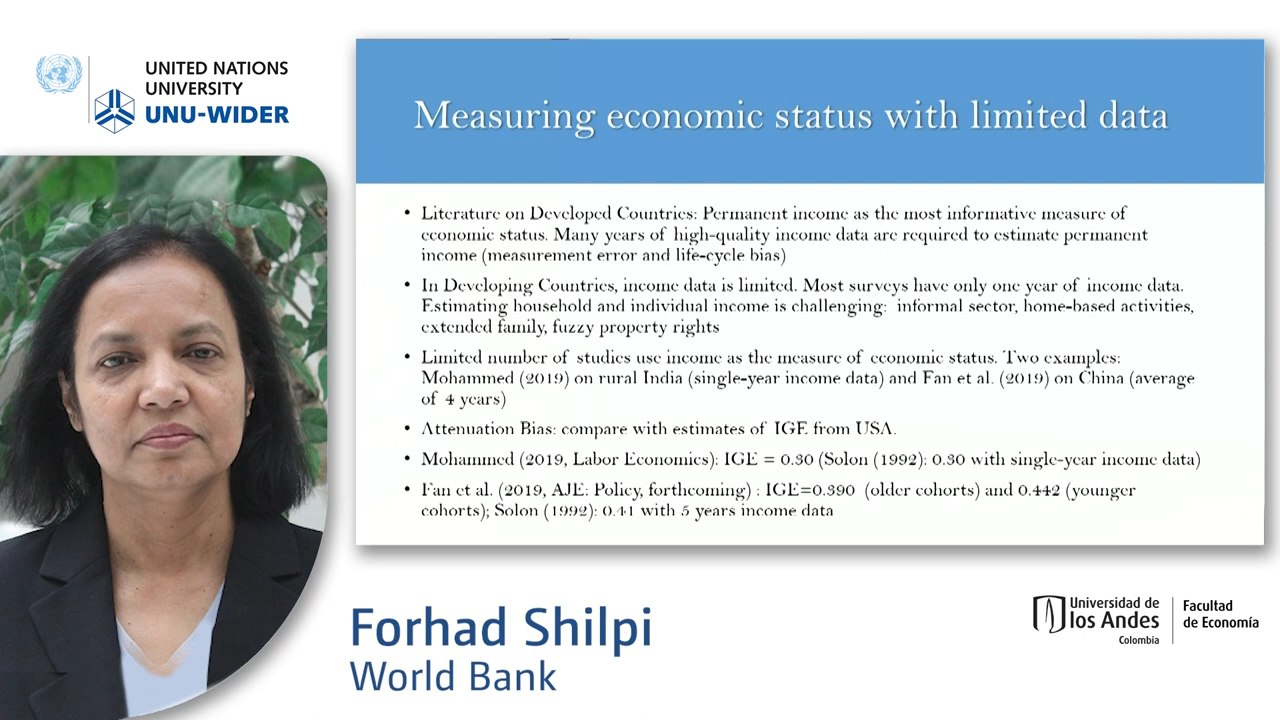 UNITED NATIONS
UNIVERSITY
UNU-WIDER
Measuring economic status with limited data
• Literature on Developed Countries: Permanent income as the most informative measure of
economic status. Many years of high-quality income data are required to estimate permanent
income (measurement error and life-cycle bias)
• In Developing Countries, income data is limited. Most surveys have only one year of income data.
Estimating household and individual income is challenging: informal sector, home-based activities,
extended family, fuzzy property rights
• Limited number of studies use income as the measure of economic status. Two examples:
Mohammed (2019) on rural India (single-year income data) and Fan et al. (2019) on China (average
of 4 years)
• Attenuation Bias: compare with estimates of IGE from USA.
• Mohammed (2019, Labor Economics): IGE = 0.30 (Solon (1992): 0.30 with single-year income data)
• Fan et al. (2019, AJE: Policy, forthcoming) : IGE=0.390 (older cohorts) and 0.442 (younger
cohorts); Solon (1992): 0.41 with 5 years income data
Forhad Shilpi
World Bank
Universidad de
los Andes
Colombia
Facultad
de Economía